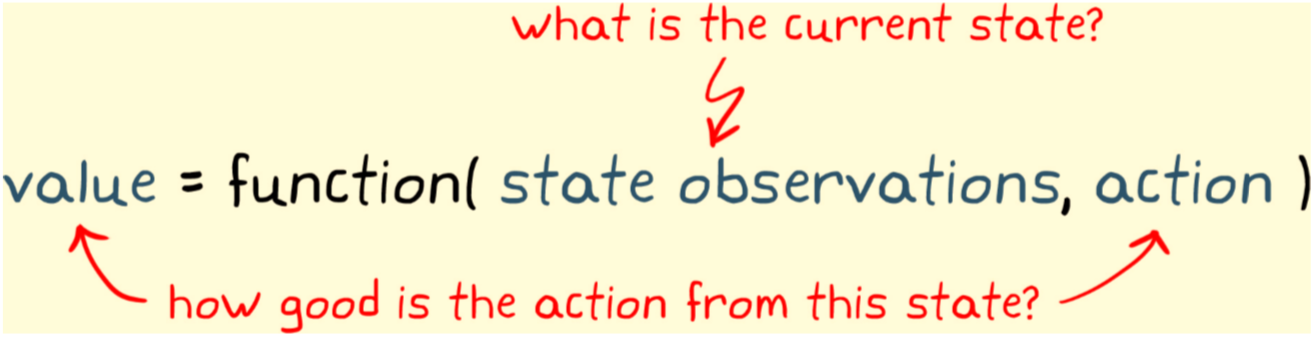 what is the current state?
value = function( state observations, action )
how good is the action from this state?